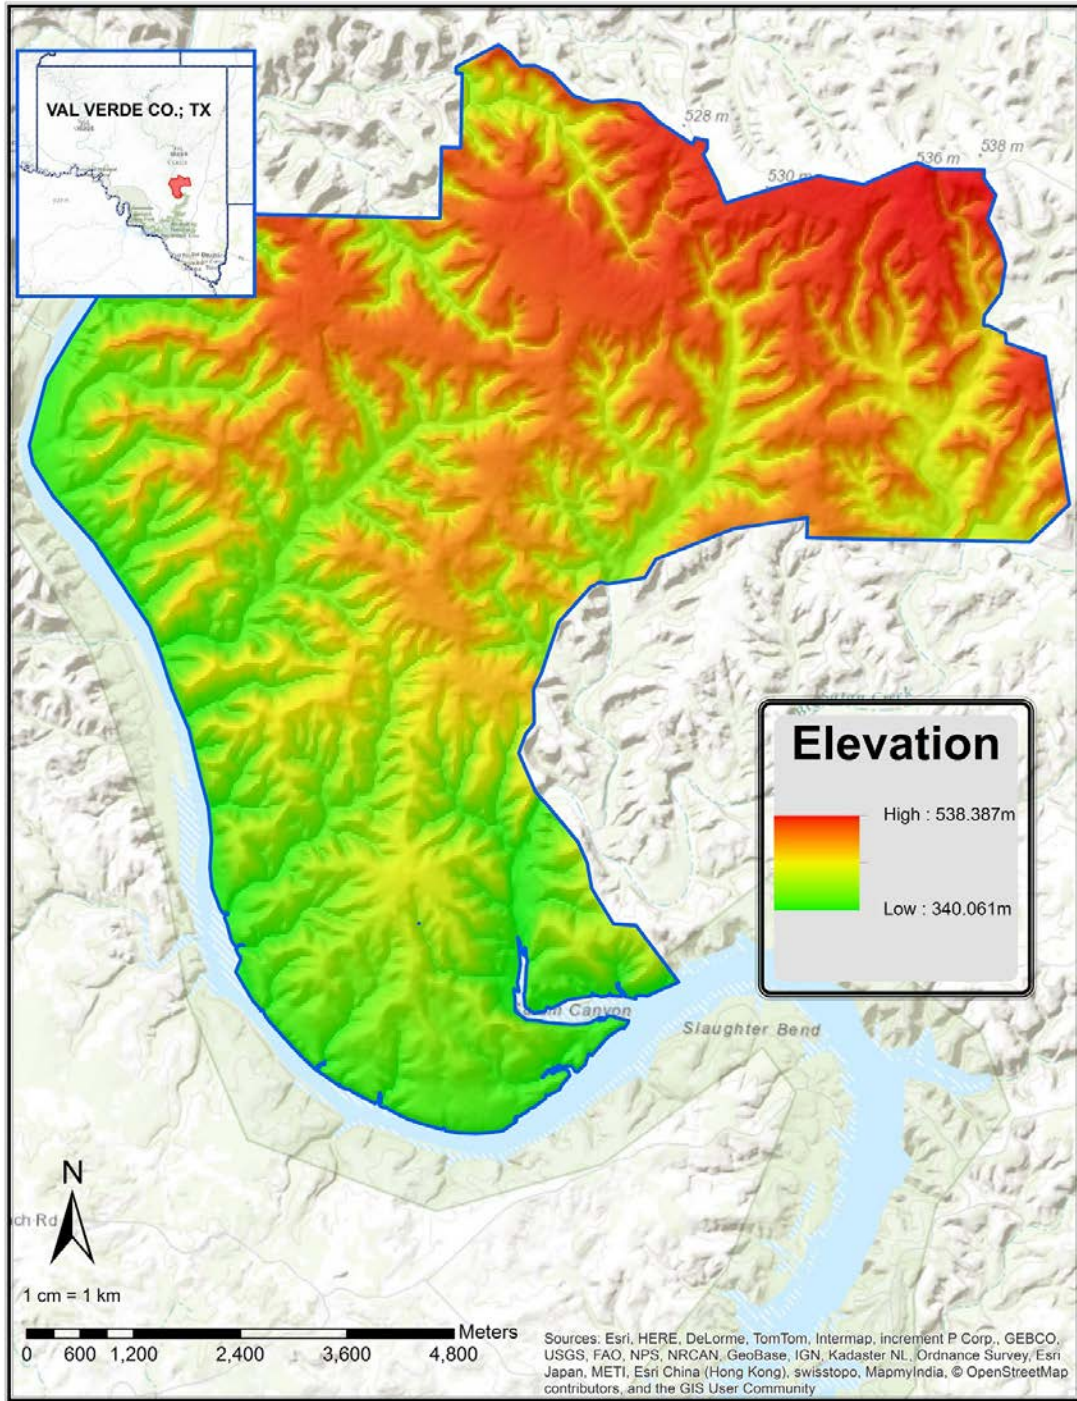 VAL VERDE CO.; TX
528 m
538 m
536 m
530 m
Elevation
High : 538.387m
Low : 340.061m
Canyon
Slaughter Bend
N
ch Rd
1 cm = 1 km
Meters
0 600 1,200 2,400 3,600 4,800
Sources: Esri, HERE, DeLorme, TomTom, Intermap, increment P Corp., GEBCO,
USGS, FAO, NPS, NRCAN, GeoBase, IGN, Kadaster NL, Ordnance Survey, Esri
Japan, METI, Esri China (Hong Kong), swisstopo, MapmyIndia, © OpenStreetMap
contributors, and the GIS User Community